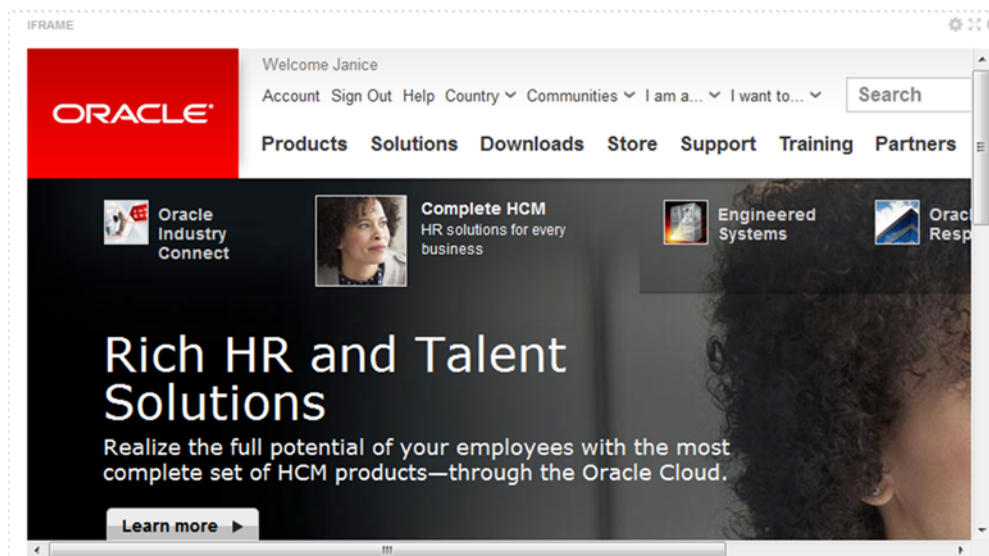 IFRAME
ORACLE
Welcome Janice
Account Sign Out Help Country Communities I am a... I want to...
Search
Products Solutions Downloads Store Support Training Partners
Oracle
Industry
Connect
Complete HCM
HR solutions for every
business
Engineered
Systems
Rich HR and Talent
Solutions
Realize the full potential of your employees with the most
complete set of HCM products—through the Oracle Cloud.
Learn more